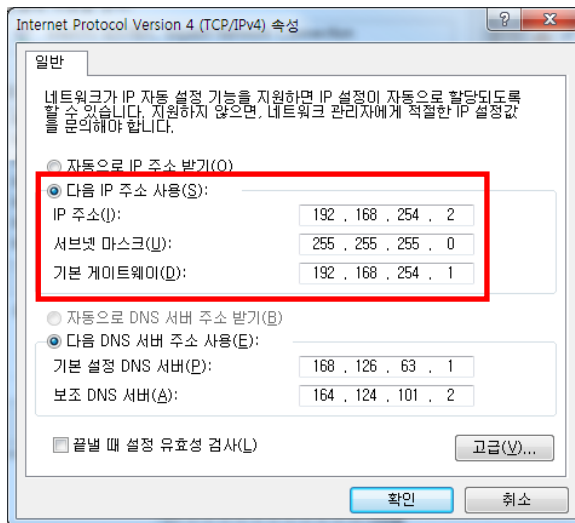 Internet Protocol Version 4 (TCP/IPv4) 속성
일반
네트워크가 IP 자동 설정 기능을 지원하면 IP 설정이 자동으로 할당되도록
할 수 있습니다. 지원하지 않으면, 네트워크 관리자에게 적절한 IP 설정값
을 문의해야 합니다.
자동으로 IP 주소 받기(O)
다음 IP 주소 사용(S):
IP 주소(I): 192 . 168 . 254 . 2
서브넷 마스크(U): 255 . 255 . 255 . 0
기본 게이트웨이(D): 192 . 168 . 254 . 1
자동으로 DNS 서버 주소 받기(B)
다음 DNS 서버 주소 사용(E):
기본 설정 DNS 서버(P): 168 . 126 . 63 . 1
보조 DNS 서버(A): 164 . 124 . 101 . 2
끝낼 때 설정 유효성 검사(L)
고급(V)...
확인 취소